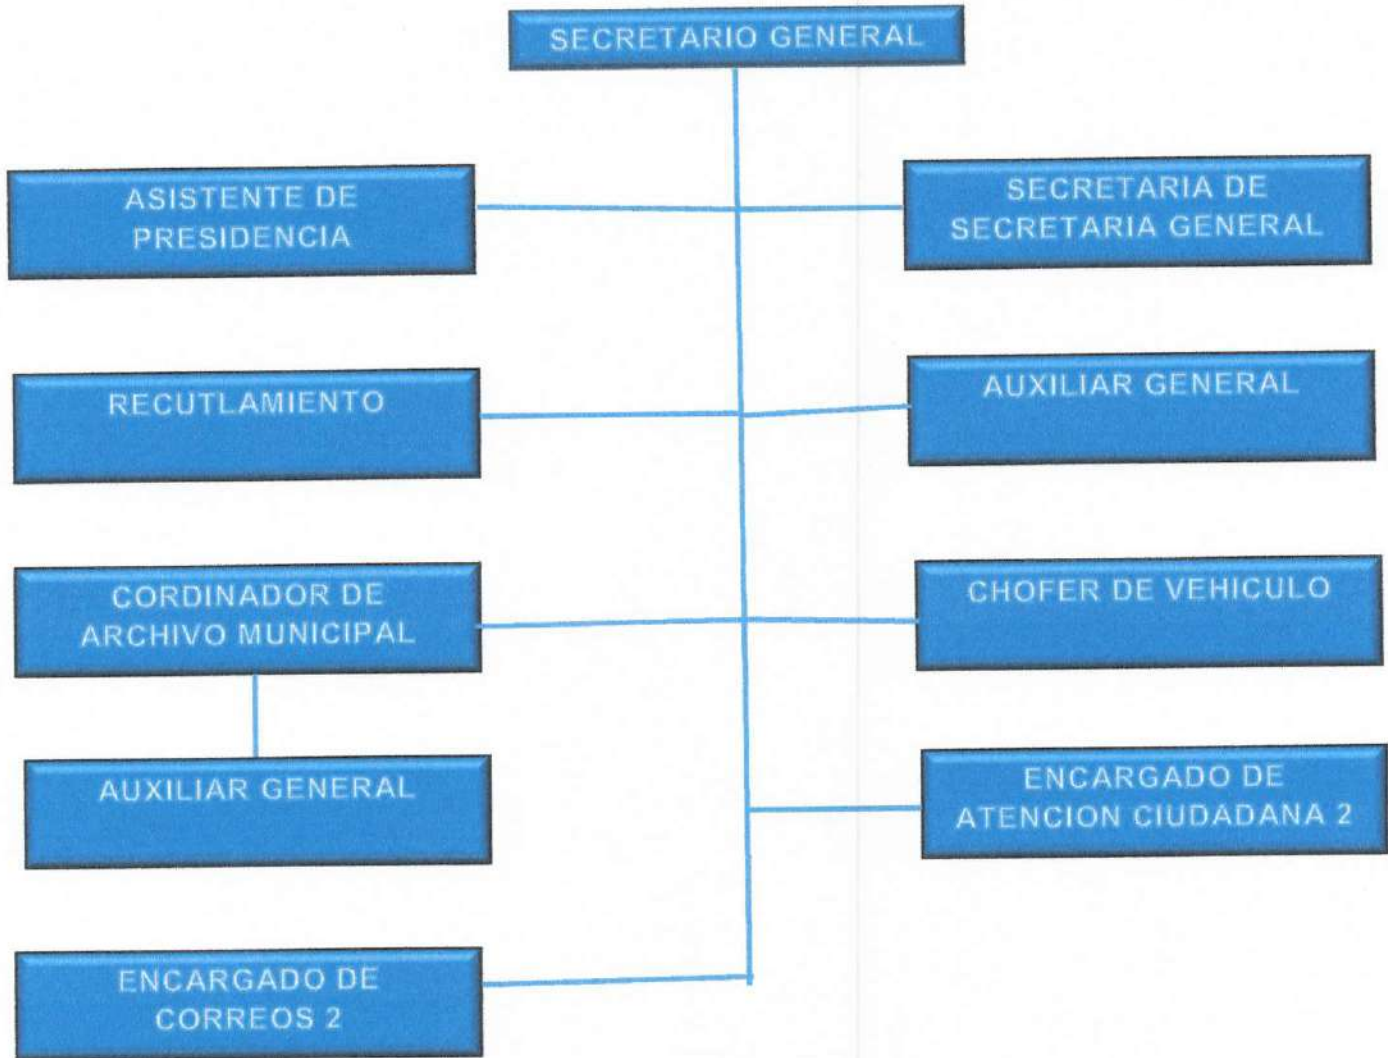 SECRETARIO GENERAL
ASISTENTE DE
PRESIDENCIA
SECRETARIA DE
SECRETARIA GENERAL
RECUTLAMIENTO
AUXILIAR GENERAL
CORDINADOR DE
ARCHIVO MUNICIPAL
CHOFER DE VEHICULO
AUXILIAR GENERAL
ENCARGADO DE
ATENCION CIUDADANA 2
ENCARGADO DE
CORREOS 2